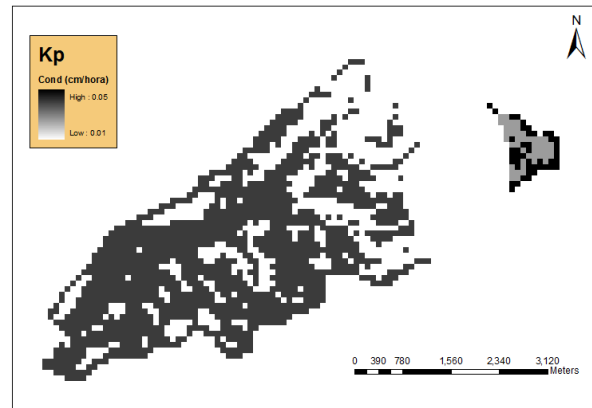 N
Kp
Cond (cm/hora)
High : 0.05
Low : 0.01
0 390 780 1,560 2,340 3,120
Meters